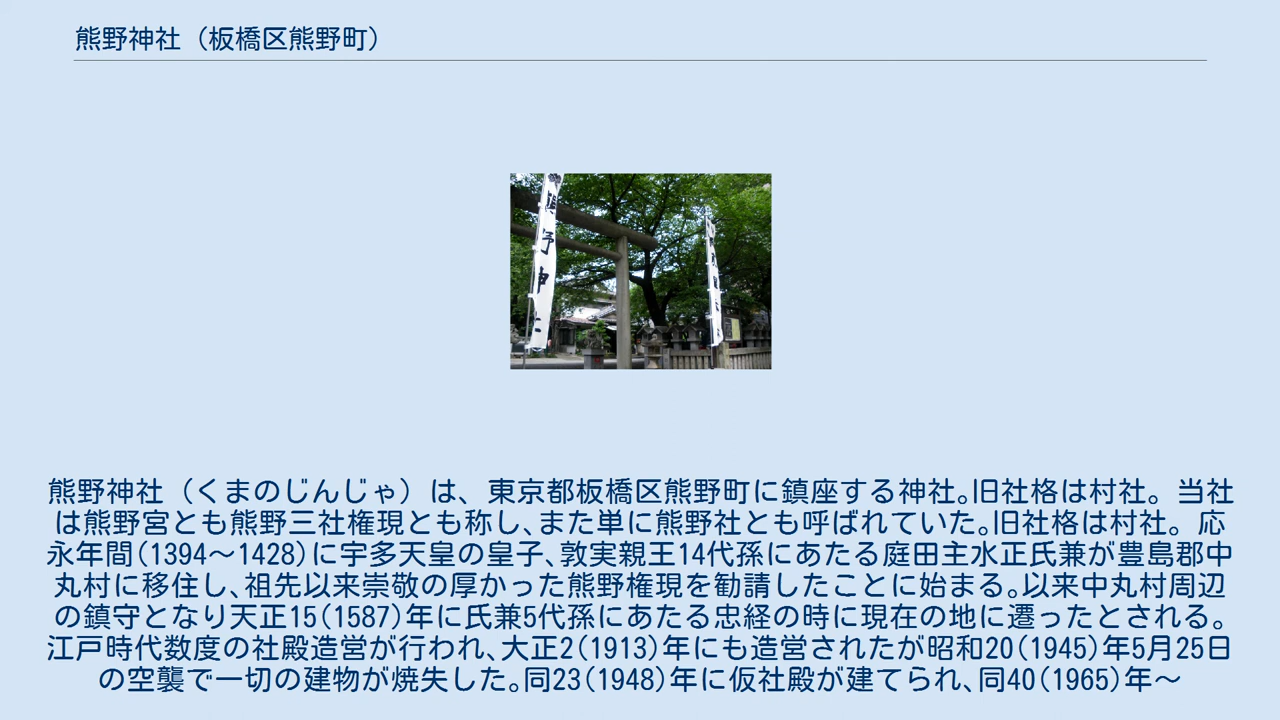 熊野神社（板橋区熊野町）
熊野神社（くまのじんじゃ）は、東京都板橋区熊野町に鎮座する神社。旧社格は村社。当社
は熊野宮とも熊野三社権現とも称し、また単に熊野社とも呼ばれていた。旧社格は村社。応
永年間（1394〜1428）に宇多天皇の皇子、敦実親王14代孫にあたる庭田主水正氏兼が豊島郡中
丸村に移住し、祖先以来崇敬の厚かった熊野権現を勧請したことに始まる。以来中丸村周辺
の鎮守となり天正15（1587）年に氏兼5代孫にあたる忠経の時に現在の地に遷ったとされる。
江戸時代数度の社殿造営が行われ、大正2（1913）年にも造営されたが昭和20（1945）年5月25日
の空襲で一切の建物が焼失した。同23（1948）年に仮社殿が建てられ、同40（1965）年〜